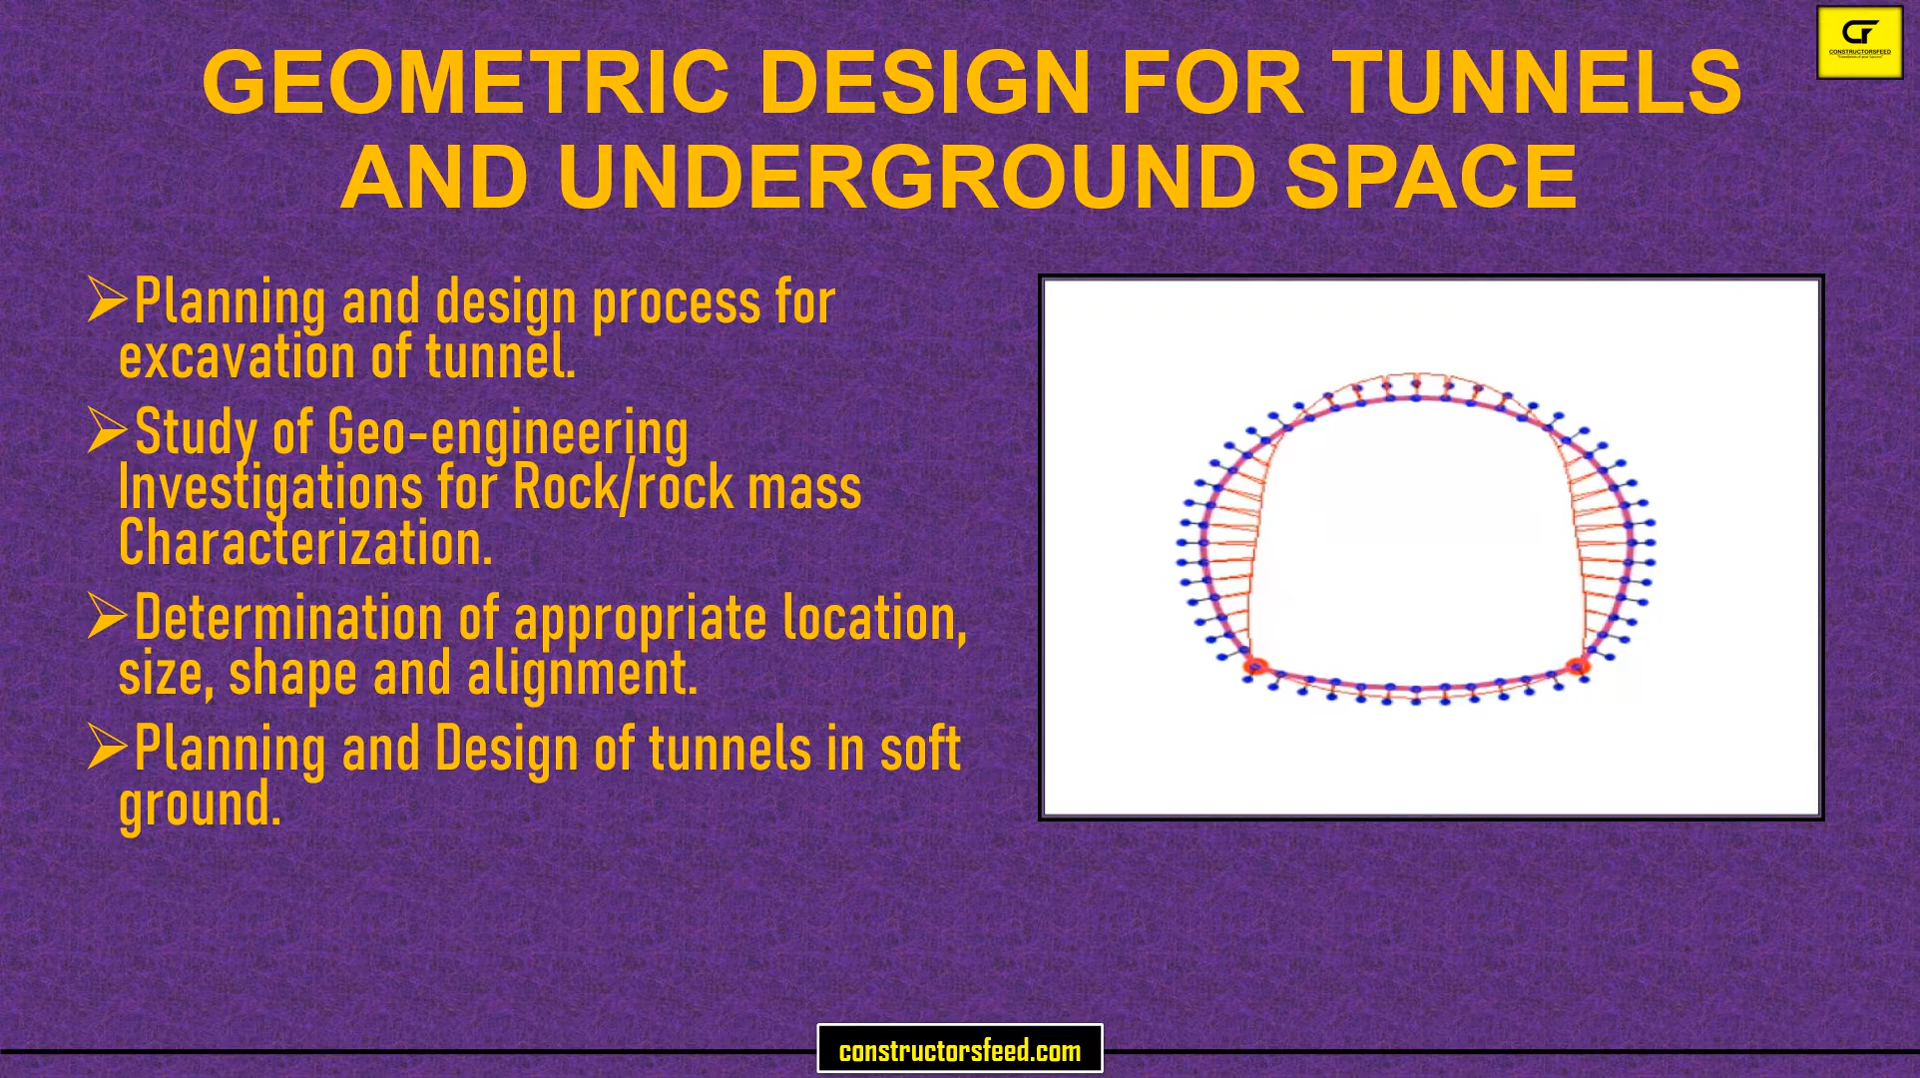 GEOMETRIC DESIGN FOR TUNNELS
AND UNDERGROUND SPACE
CONSTRUCTORSFEED
➢Planning and design process for
excavation of tunnel.
➢Study of Geo-engineering
Investigations for Rock/rock mass
Characterization.
➢Determination of appropriate location,
size, shape and alignment.
➢Planning and Design of tunnels in soft
ground.
constructorsfeed.com